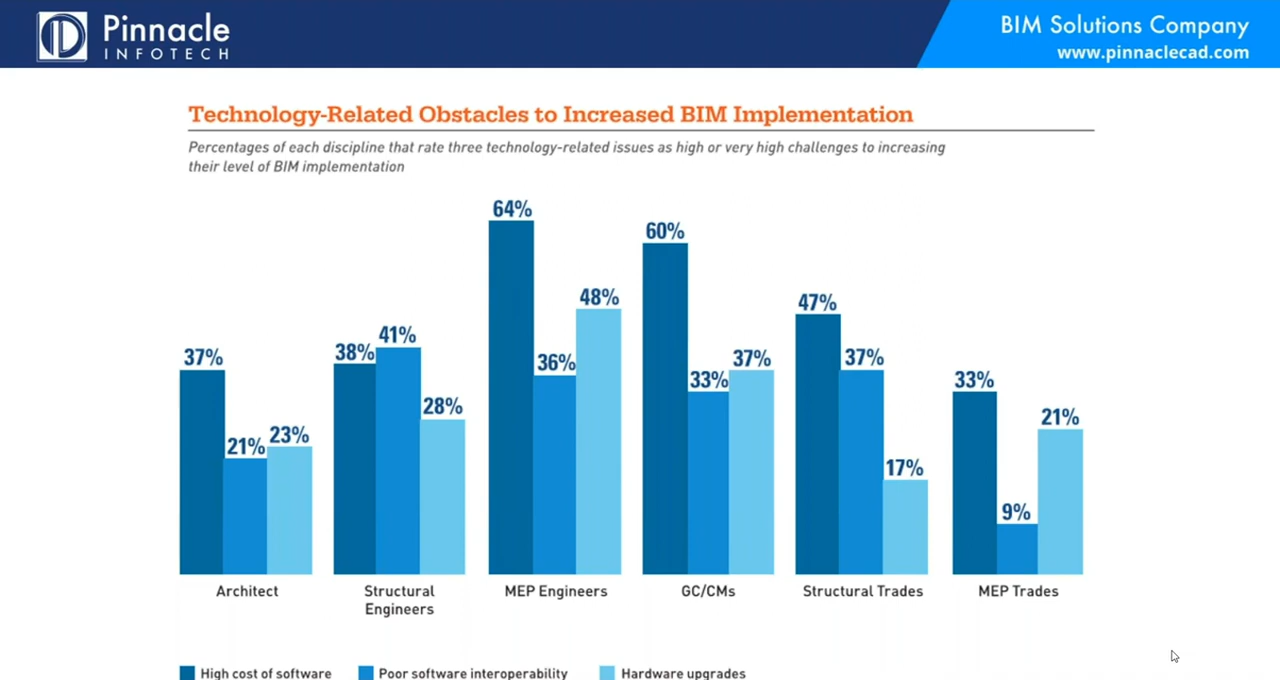 Pinnacle
INFOTECH
BIM Solutions Company
www.pinnaclecad.com
Technology-Related Obstacles to Increased BIM Implementation
Percentages of each discipline that rate three technology-related issues as high or very high challenges to increasing
their level of BIM implementation
37%
21%
23%
38%
41%
28%
64%
36%
48%
60%
33%
37%
47%
37%
17%
33%
9%
21%
Architect
Structural
Engineers
MEP Engineers
GC/CMs
Structural Trades
MEP Trades
High cost of software
Poor software interoperability
Hardware upgrades